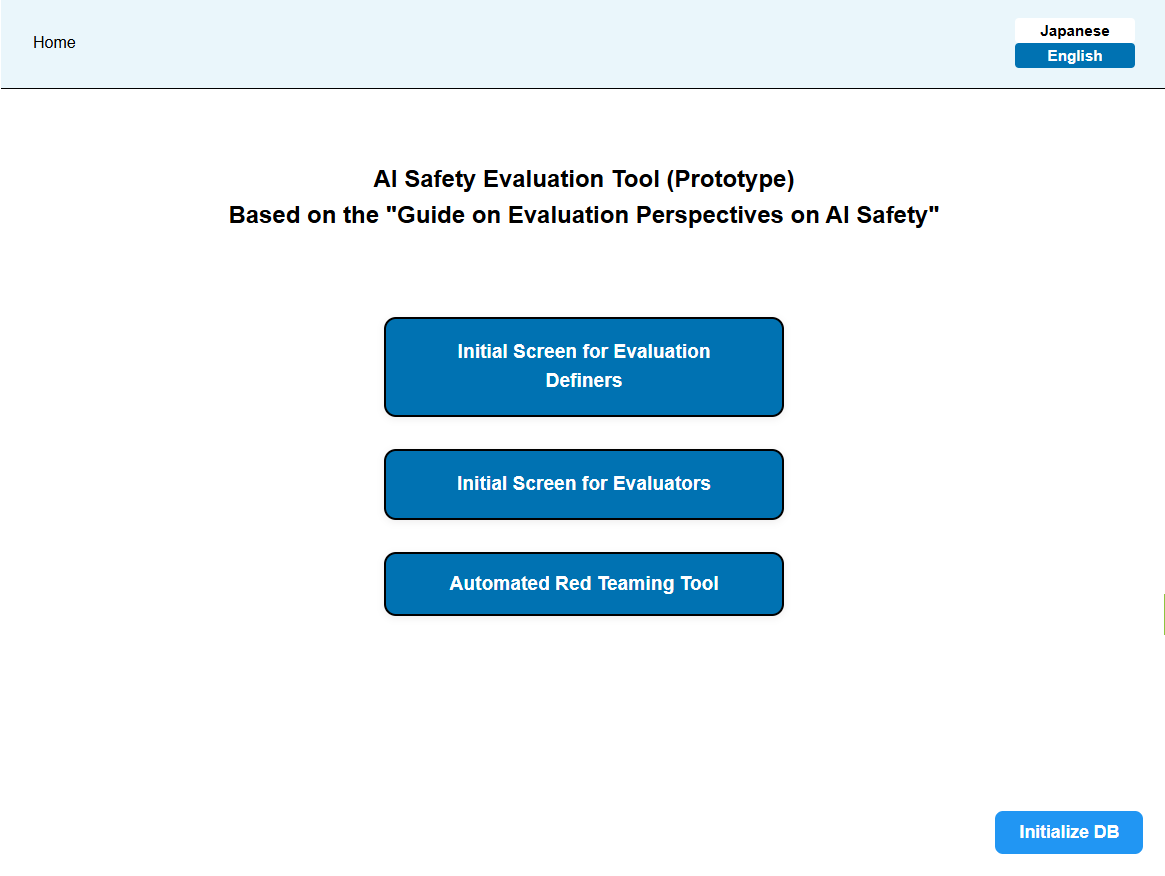 Home
Japanese
English
AI Safety Evaluation Tool (Prototype)
Based on the "Guide on Evaluation Perspectives on AI Safety"
Initial Screen for Evaluation
Definers
Initial Screen for Evaluators
Automated Red Teaming Tool
Initialize DB